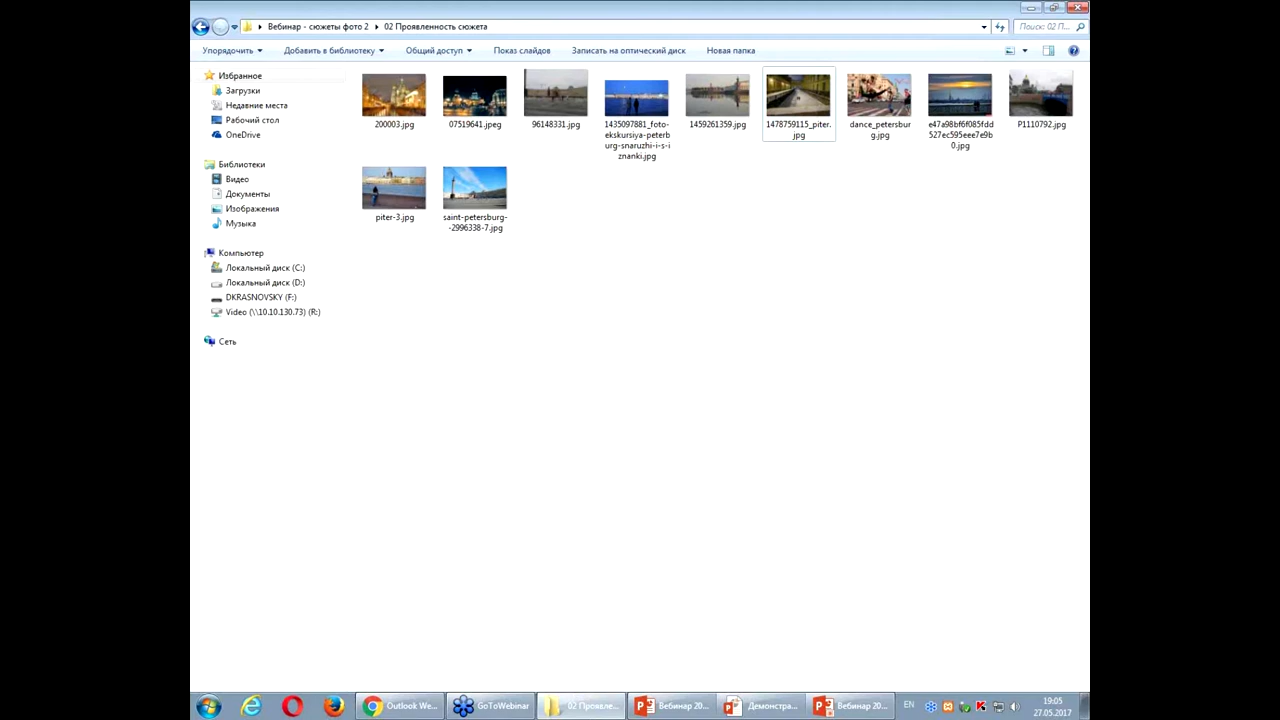 Вебинар - сюжеты фото 2 02 Проявленность сюжета Поиск: 02 П...
Упорядочить Добавить в библиотеку Общий доступ Показ слайдов Записать на оптический диск Новая папка
Избранное
Загрузки
Недавние места
Рабочий стол
OneDrive
Библиотеки
Видео
Документы
Изображения
Музыка
Компьютер
Локальный диск (C:)
Локальный диск (D:)
DKRASNOVSKY (F:)
Video (\\10.10.130.73) (R:)
Сеть
200003.jpg
07519641.jpeg
96148331.jpg
1435097881_foto-
ekskursiya-peterb
urg-snaruzhi-i-s-i
znanki.jpg
1459261359.jpg
1478759115_piter.
jpg
dance_petersbur
g.jpg
e47a98bf6f085fdd
527ec595eee7e9b
0.jpg
P1110792.jpg
piter-3.jpg
saint-petersburg-
-2996338-7.jpg
Outlook We... GoToWebinar 02 Проявле... Вебинар 20... Демонстра... Вебинар 20... EN 19:05
27.05.2017